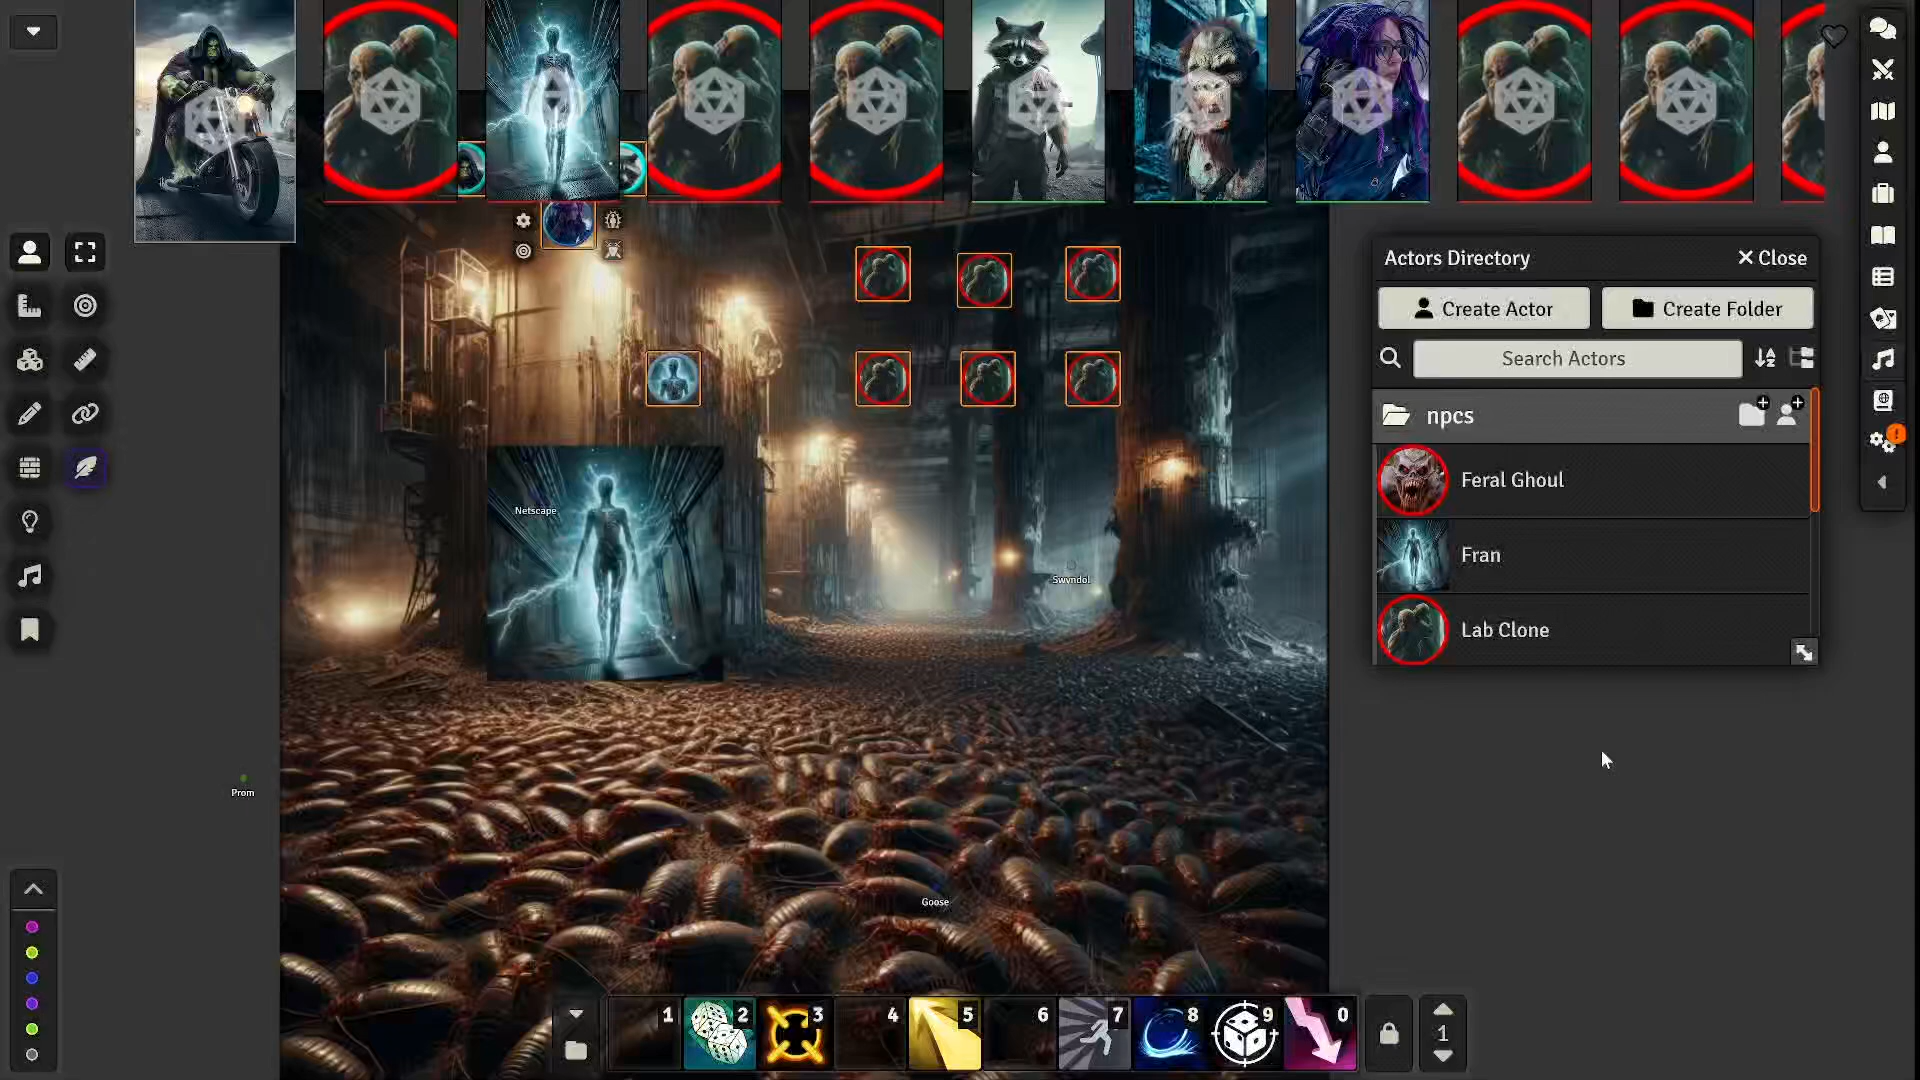 Actors Directory
Close
Create Actor
Create Folder
Search Actors
npcs
Feral Ghoul
Fran
Lab Clone
Netscape
Swyndol
Prom
Goose
1
2
3
4
5
6
7
8
9
0
1